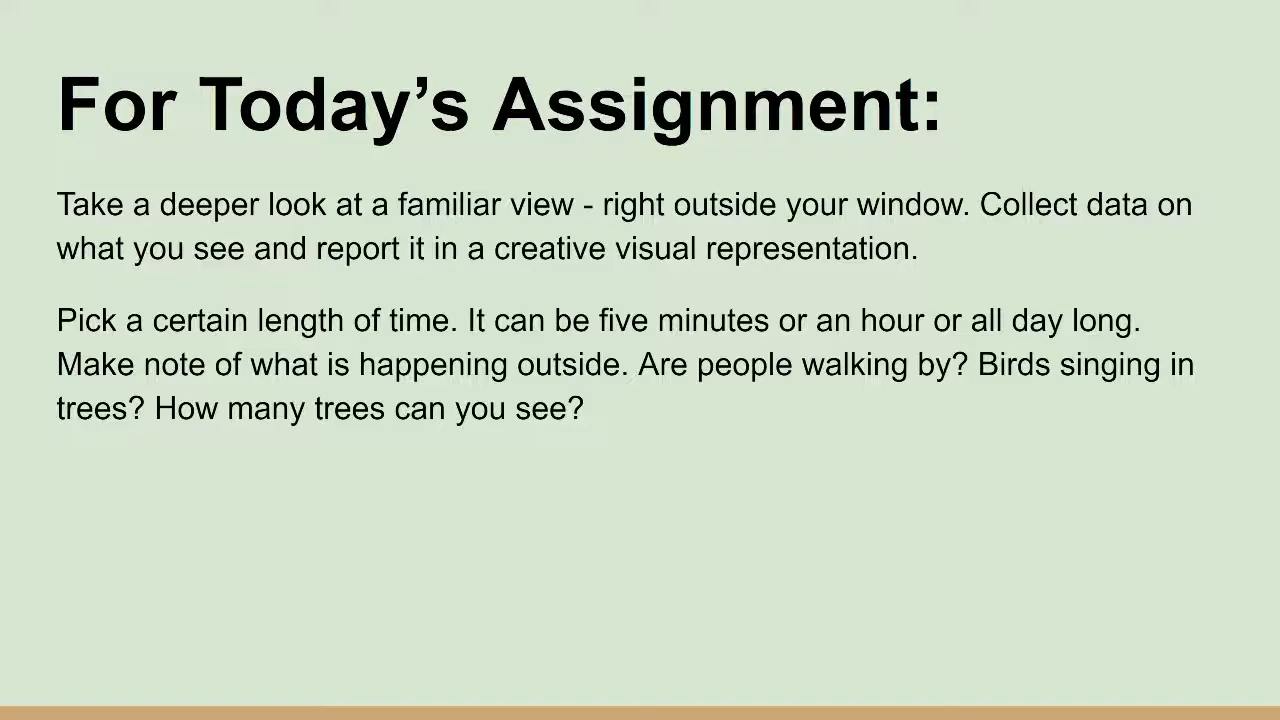 For Today’s Assignment:
Take a deeper look at a familiar view - right outside your window. Collect data on
what you see and report it in a creative visual representation.
Pick a certain length of time. It can be five minutes or an hour or all day long.
Make note of what is happening outside. Are people walking by? Birds singing in
trees? How many trees can you see?